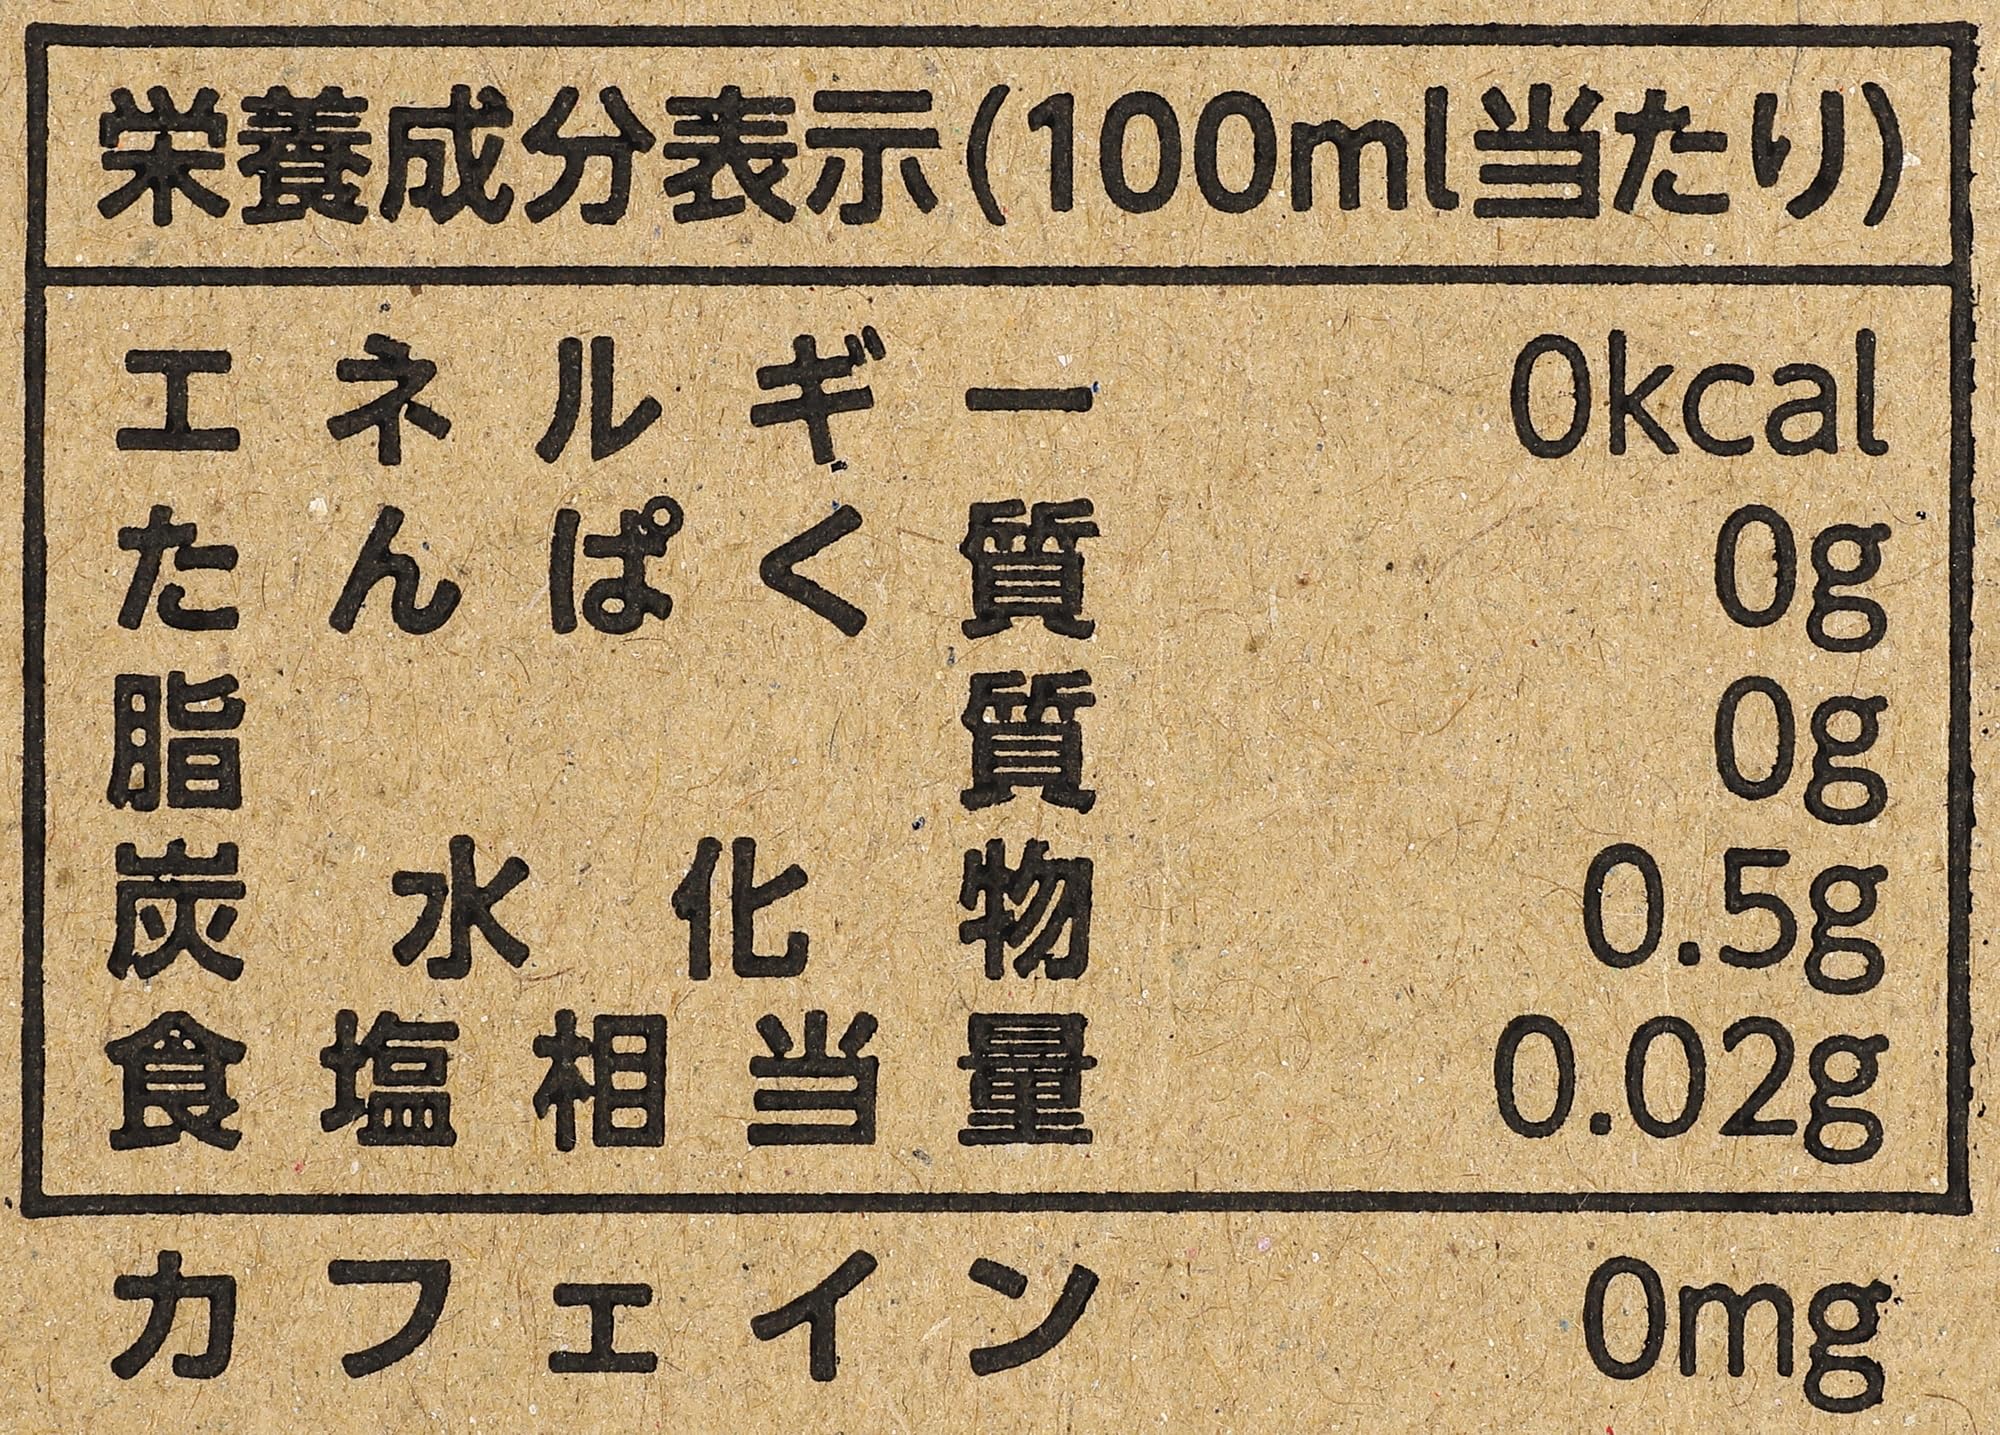 栄養成分表示(100ml当たり)
エネルギー 0kcal
たんぱく質 0g
脂質 0g
炭水化物 0.5g
食塩相当量 0.02g
カフェイン 0mg